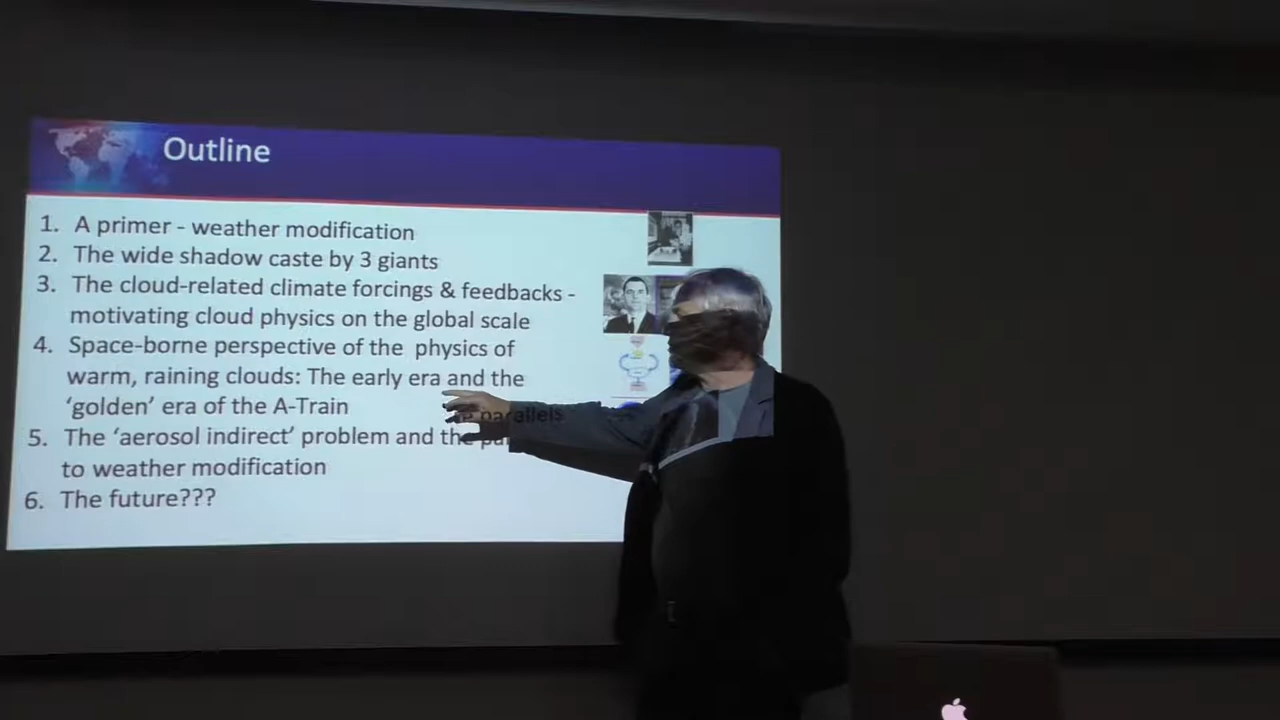 Outline
1. A primer - weather modification
2. The wide shadow caste by 3 giants
3. The cloud-related climate forcings & feedbacks -
motivating cloud physics on the global scale
4. Space-borne perspective of the physics of
warm, raining clouds: The early era and the
‘golden’ era of the A-Train
5. The ‘aerosol indirect’ problem and the parallels
to weather modification
6. The future???